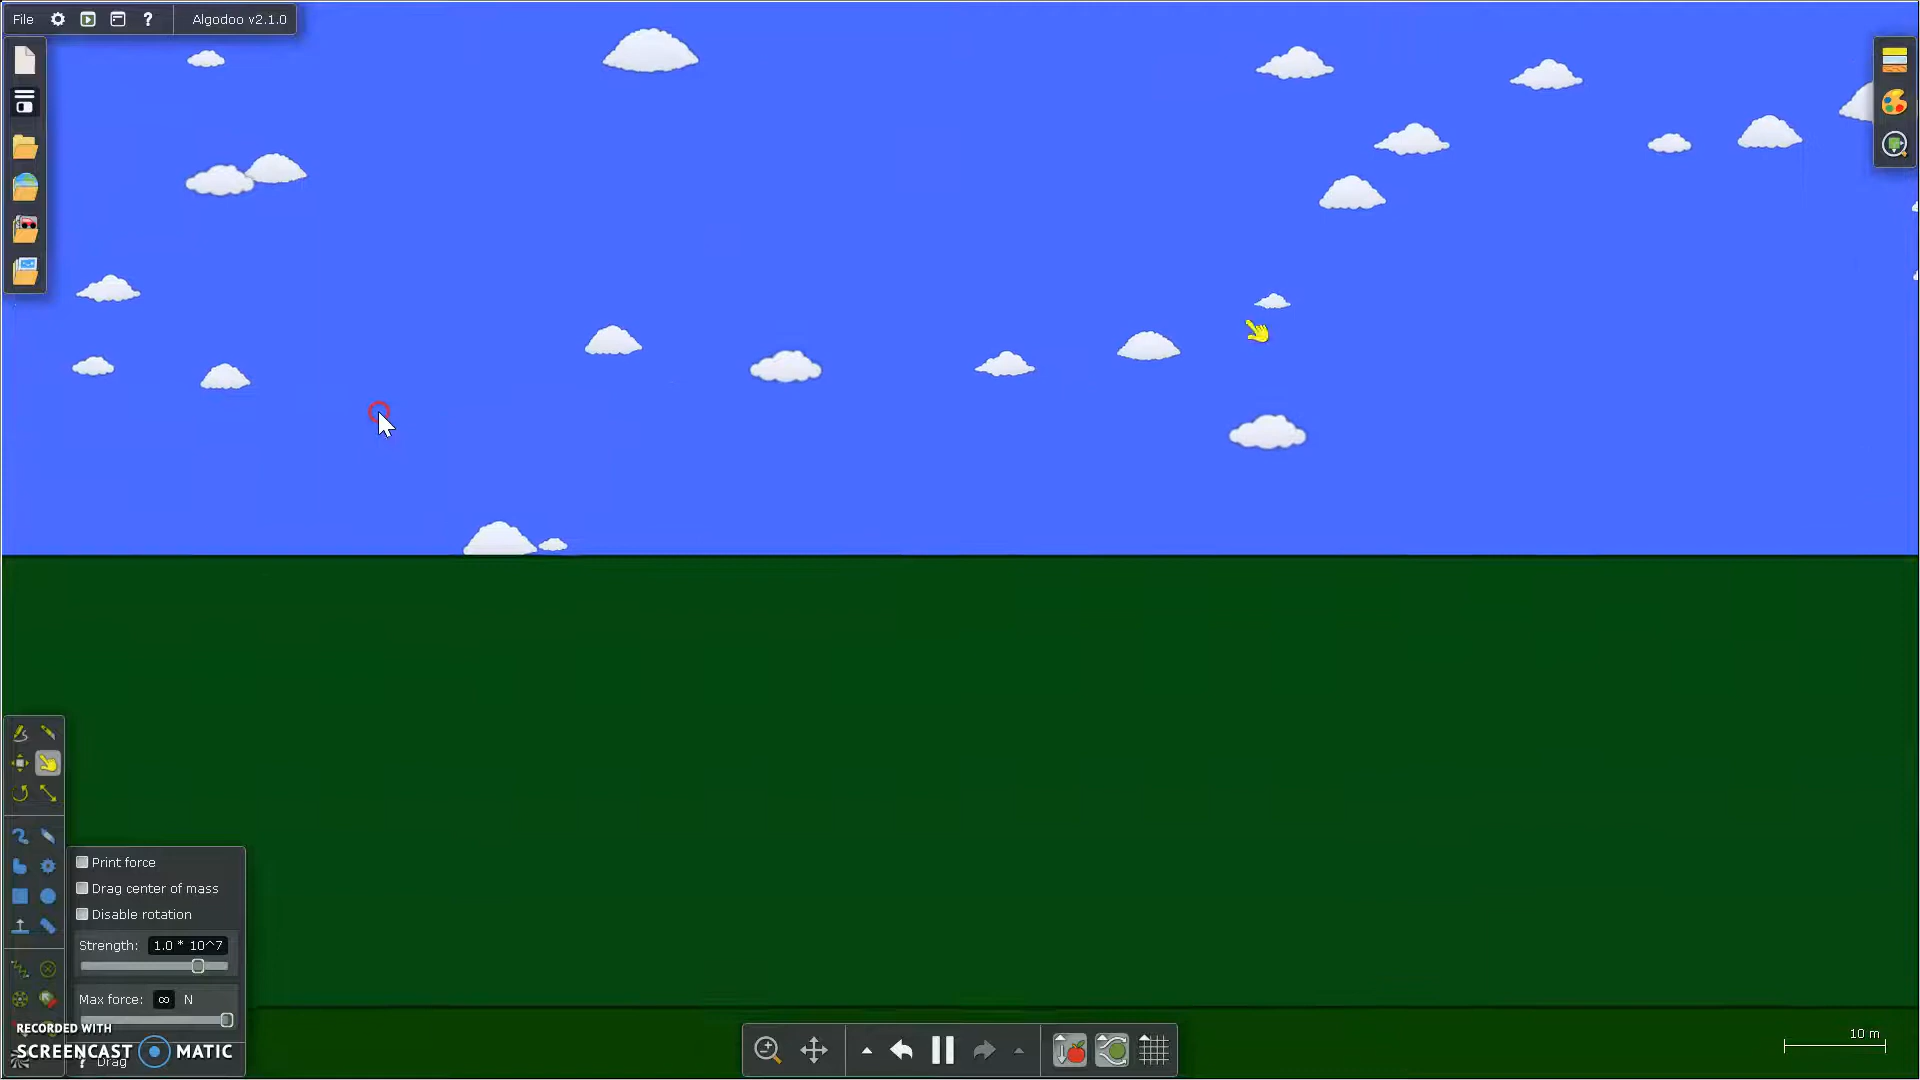 File ? Algodoo v2.1.0
Print force
Drag center of mass
Disable rotation
Strength: 1.0 * 10^7
Max force: ∞ N
RECORDED WITH
SCREENCAST MATIC
? Drag
10 m